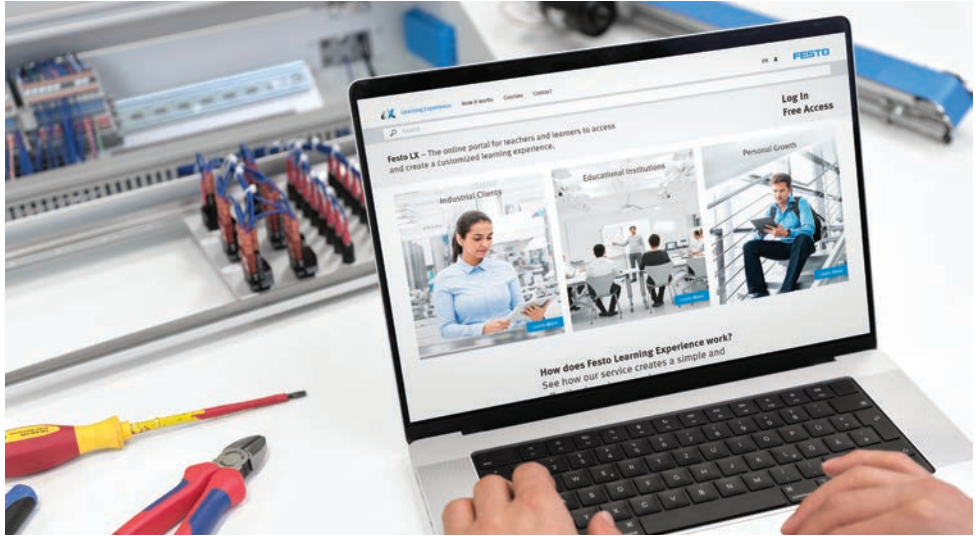 LX Learning Experience How it works Courses Contact
EN
FESTO
Search
Log In
Free Access
Festo LX – The online portal for teachers and learners to access
and create a customized learning experience.
Industrial Clients
Educational Institutions
Personal Growth
Learn More
Learn More
Learn More
How does Festo Learning Experience work?
See how our service creates a simple and